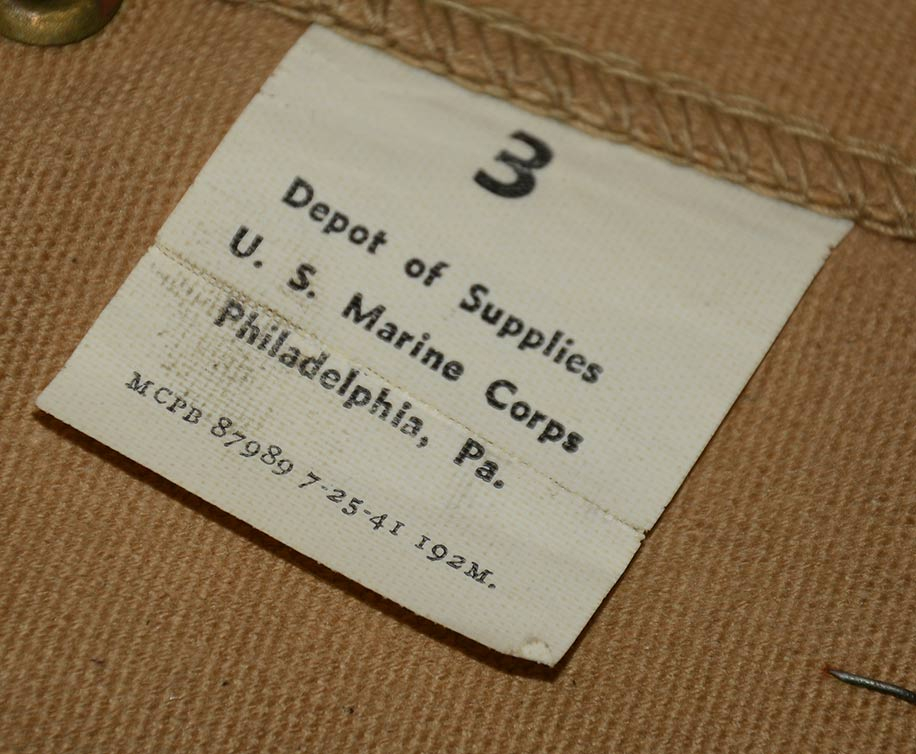 3
Depot of Supplies
U. S. Marine Corps
Philadelphia, Pa.
MCPB 87989 7-25-41 192M.